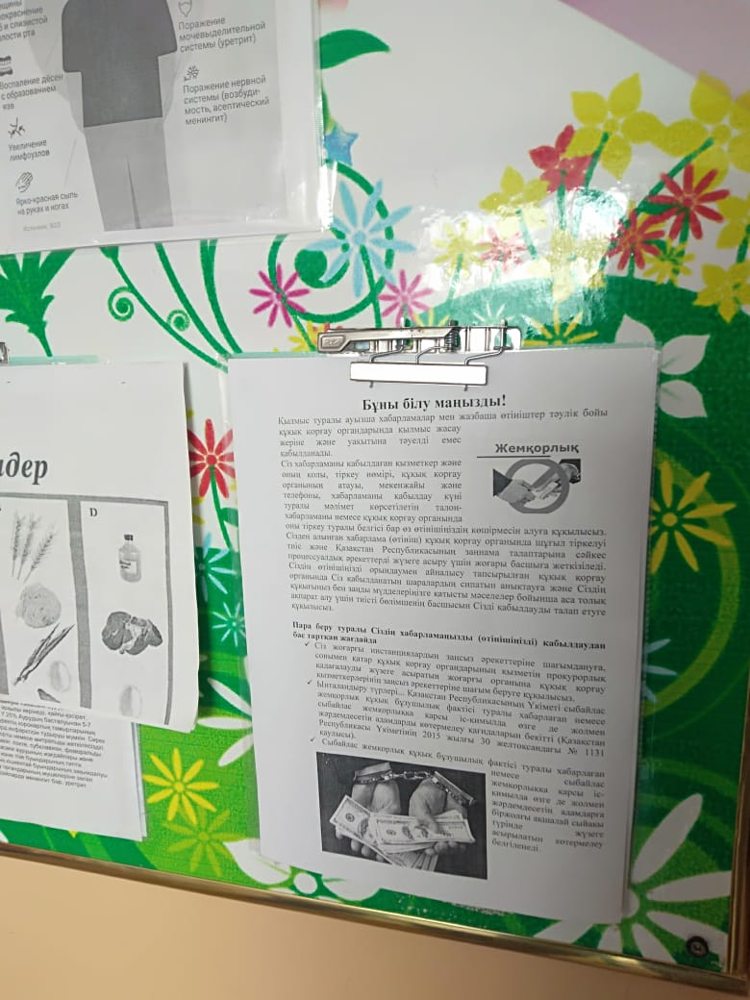 покраснение
и слизистой
полости рта
Воспаление дёсен
с образованием
язв
Увеличение
лимфоузлов
Ярко-красная сыпь
на руках и ногах
Поражение
мочевыделительной
системы (уретрит)
Поражение нервной
системы (возбуди-
мость, асептический
менингит)
D
Бұны білу маңызды!
Қылмыс туралы ауызша хабарламалар мен жазбаша өтініштер тәулік бойы
құқық қорғау органдарында қылмыс жасау
жеріне және уақытына тәуелді емес
қабылданады.
Жемқорлық
Сіз хабарламаны қабылдаған қызметкер және
оның қолы, тіркеу нөмірі, құқық қорғау
органының атауы, мекенжайы және
телефоны, хабарламаны қабылдау күні
туралы мәлімет көрсетілетін талон-
хабарламаны немесе құқық қорғау органында
оны тіркеу туралы белгісі бар өз өтінішіңіздің көшірмесін алуға құқылысыз.
Сізден алынған хабарлама (өтініш) құқық қорғау органында шұғыл тіркелуі
тиіс және Қазақстан Республикасының заңнама талаптарына сәйкес
процессуалдық әрекеттерді жүзеге асыру үшін жоғары басшыға жеткізіледі.
Сіздің өтінішіңізді орындаумен айналысу тапсырылған құқық қорғау
органында Сіз қабылданатын шаралардың сипатын анықтауға және Сіздің
құқығыңыз бен заңды мүдделеріңізге қатысты мәселелер бойынша аса толық
ақпарат алу үшін тиісті бөлімшенің басшысын Сізді қабылдауды талап етуге
құқылысыз.
Пара беру туралы Сіздің хабарламаңызды (өтінішіңізді) қабылдаудан
бас тартқан жағдайда
✓ Сіз жоғарғы инстанциялардың заңсыз әрекеттеріне шағымдануға,
сонымен қатар құқық қорғау органдарының қызметін прокурорлық
қадағалауды жүзеге асыратын жоғарғы органына құқық қорғау
қызметкерлерінің заңсыз әрекеттеріне шағым беруге құқылысыз.
✓ Ынталандыру түрлері... Қазақстан Республикасының Үкіметі сыбайлас
жемқорлық құқық бұзушылық фактісі туралы хабарлаған немесе
сыбайлас жемқорлыққа қарсы іс-қимылда өзге де жолмен
жәрдемдесетін адамдарды көтермелеу қағидаларын бекітті (Қазақстан
Республикасы Үкіметінің 2015 жылғы 30 желтоқсандағы № 1131
қаулысы).
✓ Сыбайлас жемқорлық құқық бұзушылық фактісі туралы хабарлаған
немесе сыбайлас
жемқорлыққа қарсы іс-
қимылда өзге де жолмен
жәрдемдесетін адамдарға
біржолғы ақшалай сыйақы
түрінде жүзеге
асырылатын көтермелеу
белгіленеді.